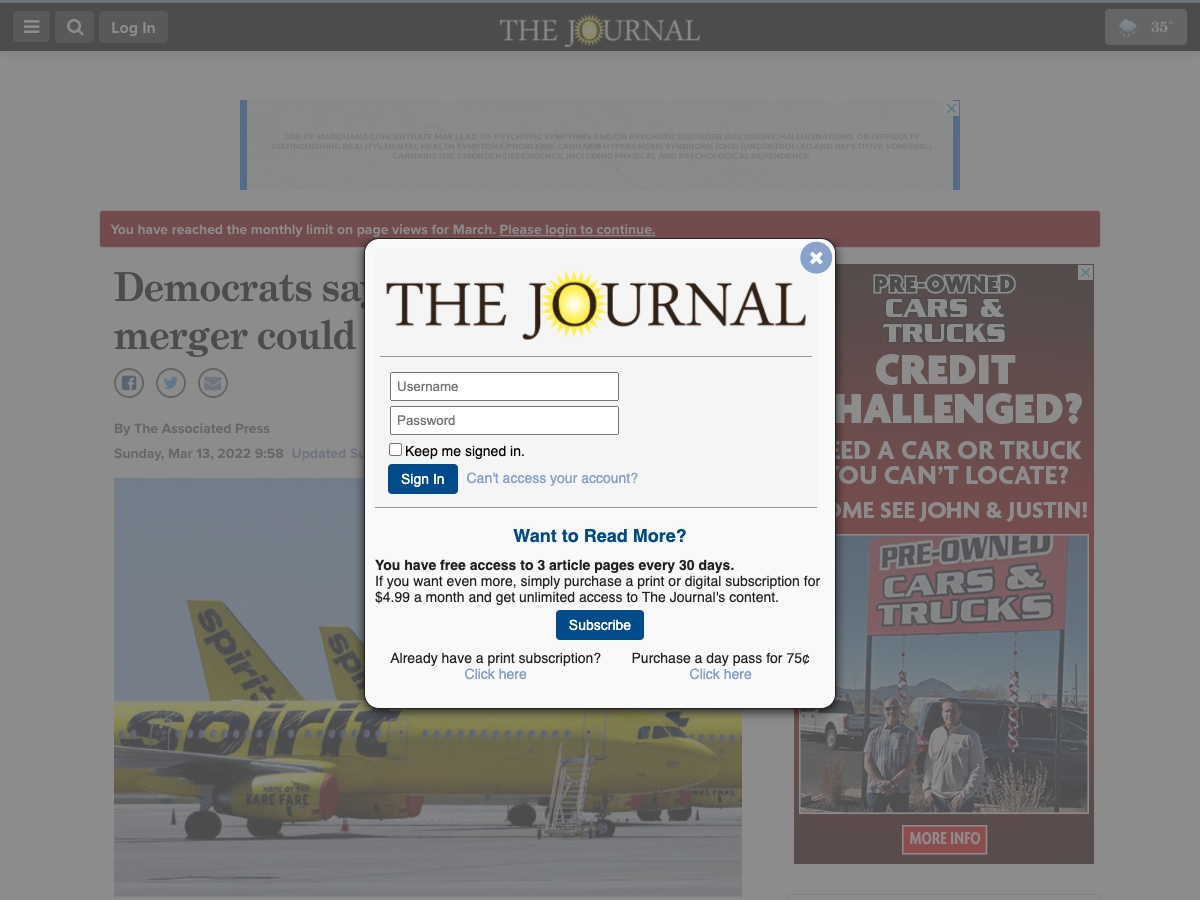 Log In
THE JOURNAL
35°
USE OF MARIJUANA CONCENTRATE MAY LEAD TO: PSYCHOTIC SYMPTOMS AND/OR PSYCHOTIC DISORDER (DELUSIONS, HALLUCINATIONS, OR DIFFICULTY
DISTINGUISHING REALITY), MENTAL HEALTH SYMPTOMS/PROBLEMS, CANNABIS HYPEREMESIS SYNDROME (CHS) (UNCONTROLLED AND REPETITIVE VOMITING),
CANNABIS USE DISORDER/DEPENDENCE, INCLUDING PHYSICAL AND PSYCHOLOGICAL DEPENDENCE.
You have reached the monthly limit on page views for March. Please login to continue.
Democrats say
merger could
By The Associated Press
Sunday, Mar 13, 2022 9:58 Updated Su
THE JOURNAL
Username
Password
Keep me signed in.
Sign In
Can't access your account?
Want to Read More?
You have free access to 3 article pages every 30 days.
If you want even more, simply purchase a print or digital subscription for
$4.99 a month and get unlimited access to The Journal's content.
Subscribe
Already have a print subscription?
Click here
Purchase a day pass for 75¢
Click here
spirit
spirit
spirit
HOME OF THE
BARE FARE
BARE FARE
PRE-OWNED
CARS &
TRUCKS
CREDIT
HALLENGED?
EED A CAR OR TRUCK
OU CAN'T LOCATE?
OME SEE JOHN & JUSTIN!
PRE-OWNED
CARS &
TRUCKS
MORE INFO